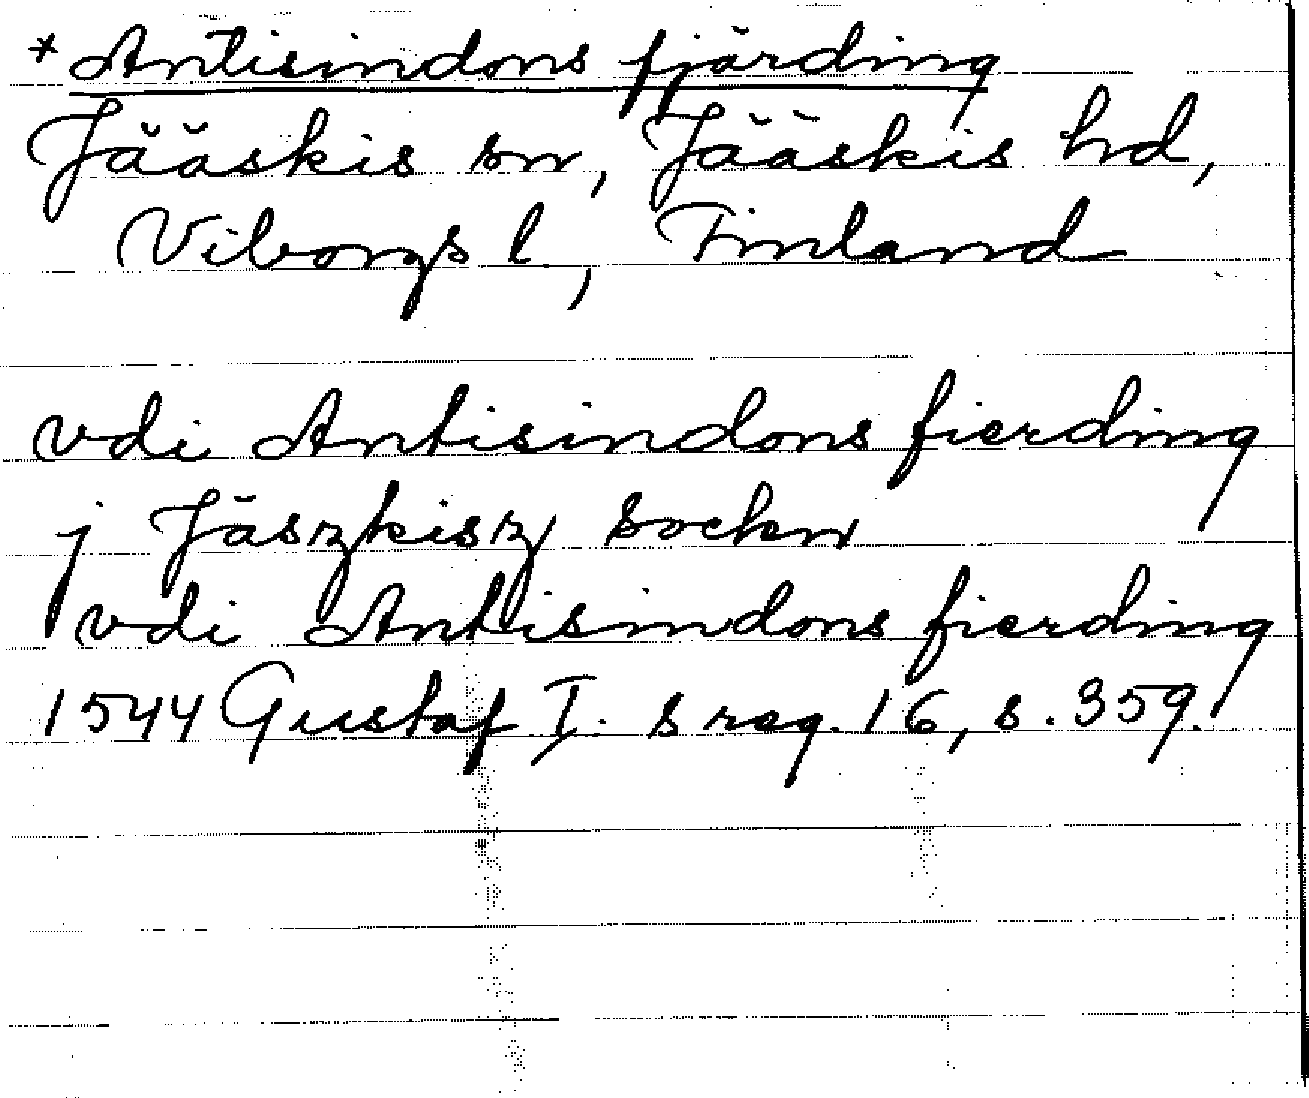 * Antisindons fjärding
Jääskis sn, Jääskis hd,
Viborgs l, Finland
vdi Antisindons fierding
j Jäszkisz sochn
vdi Antisindons fierding
1544 Gustaf I. s reg. 16, s. 359.